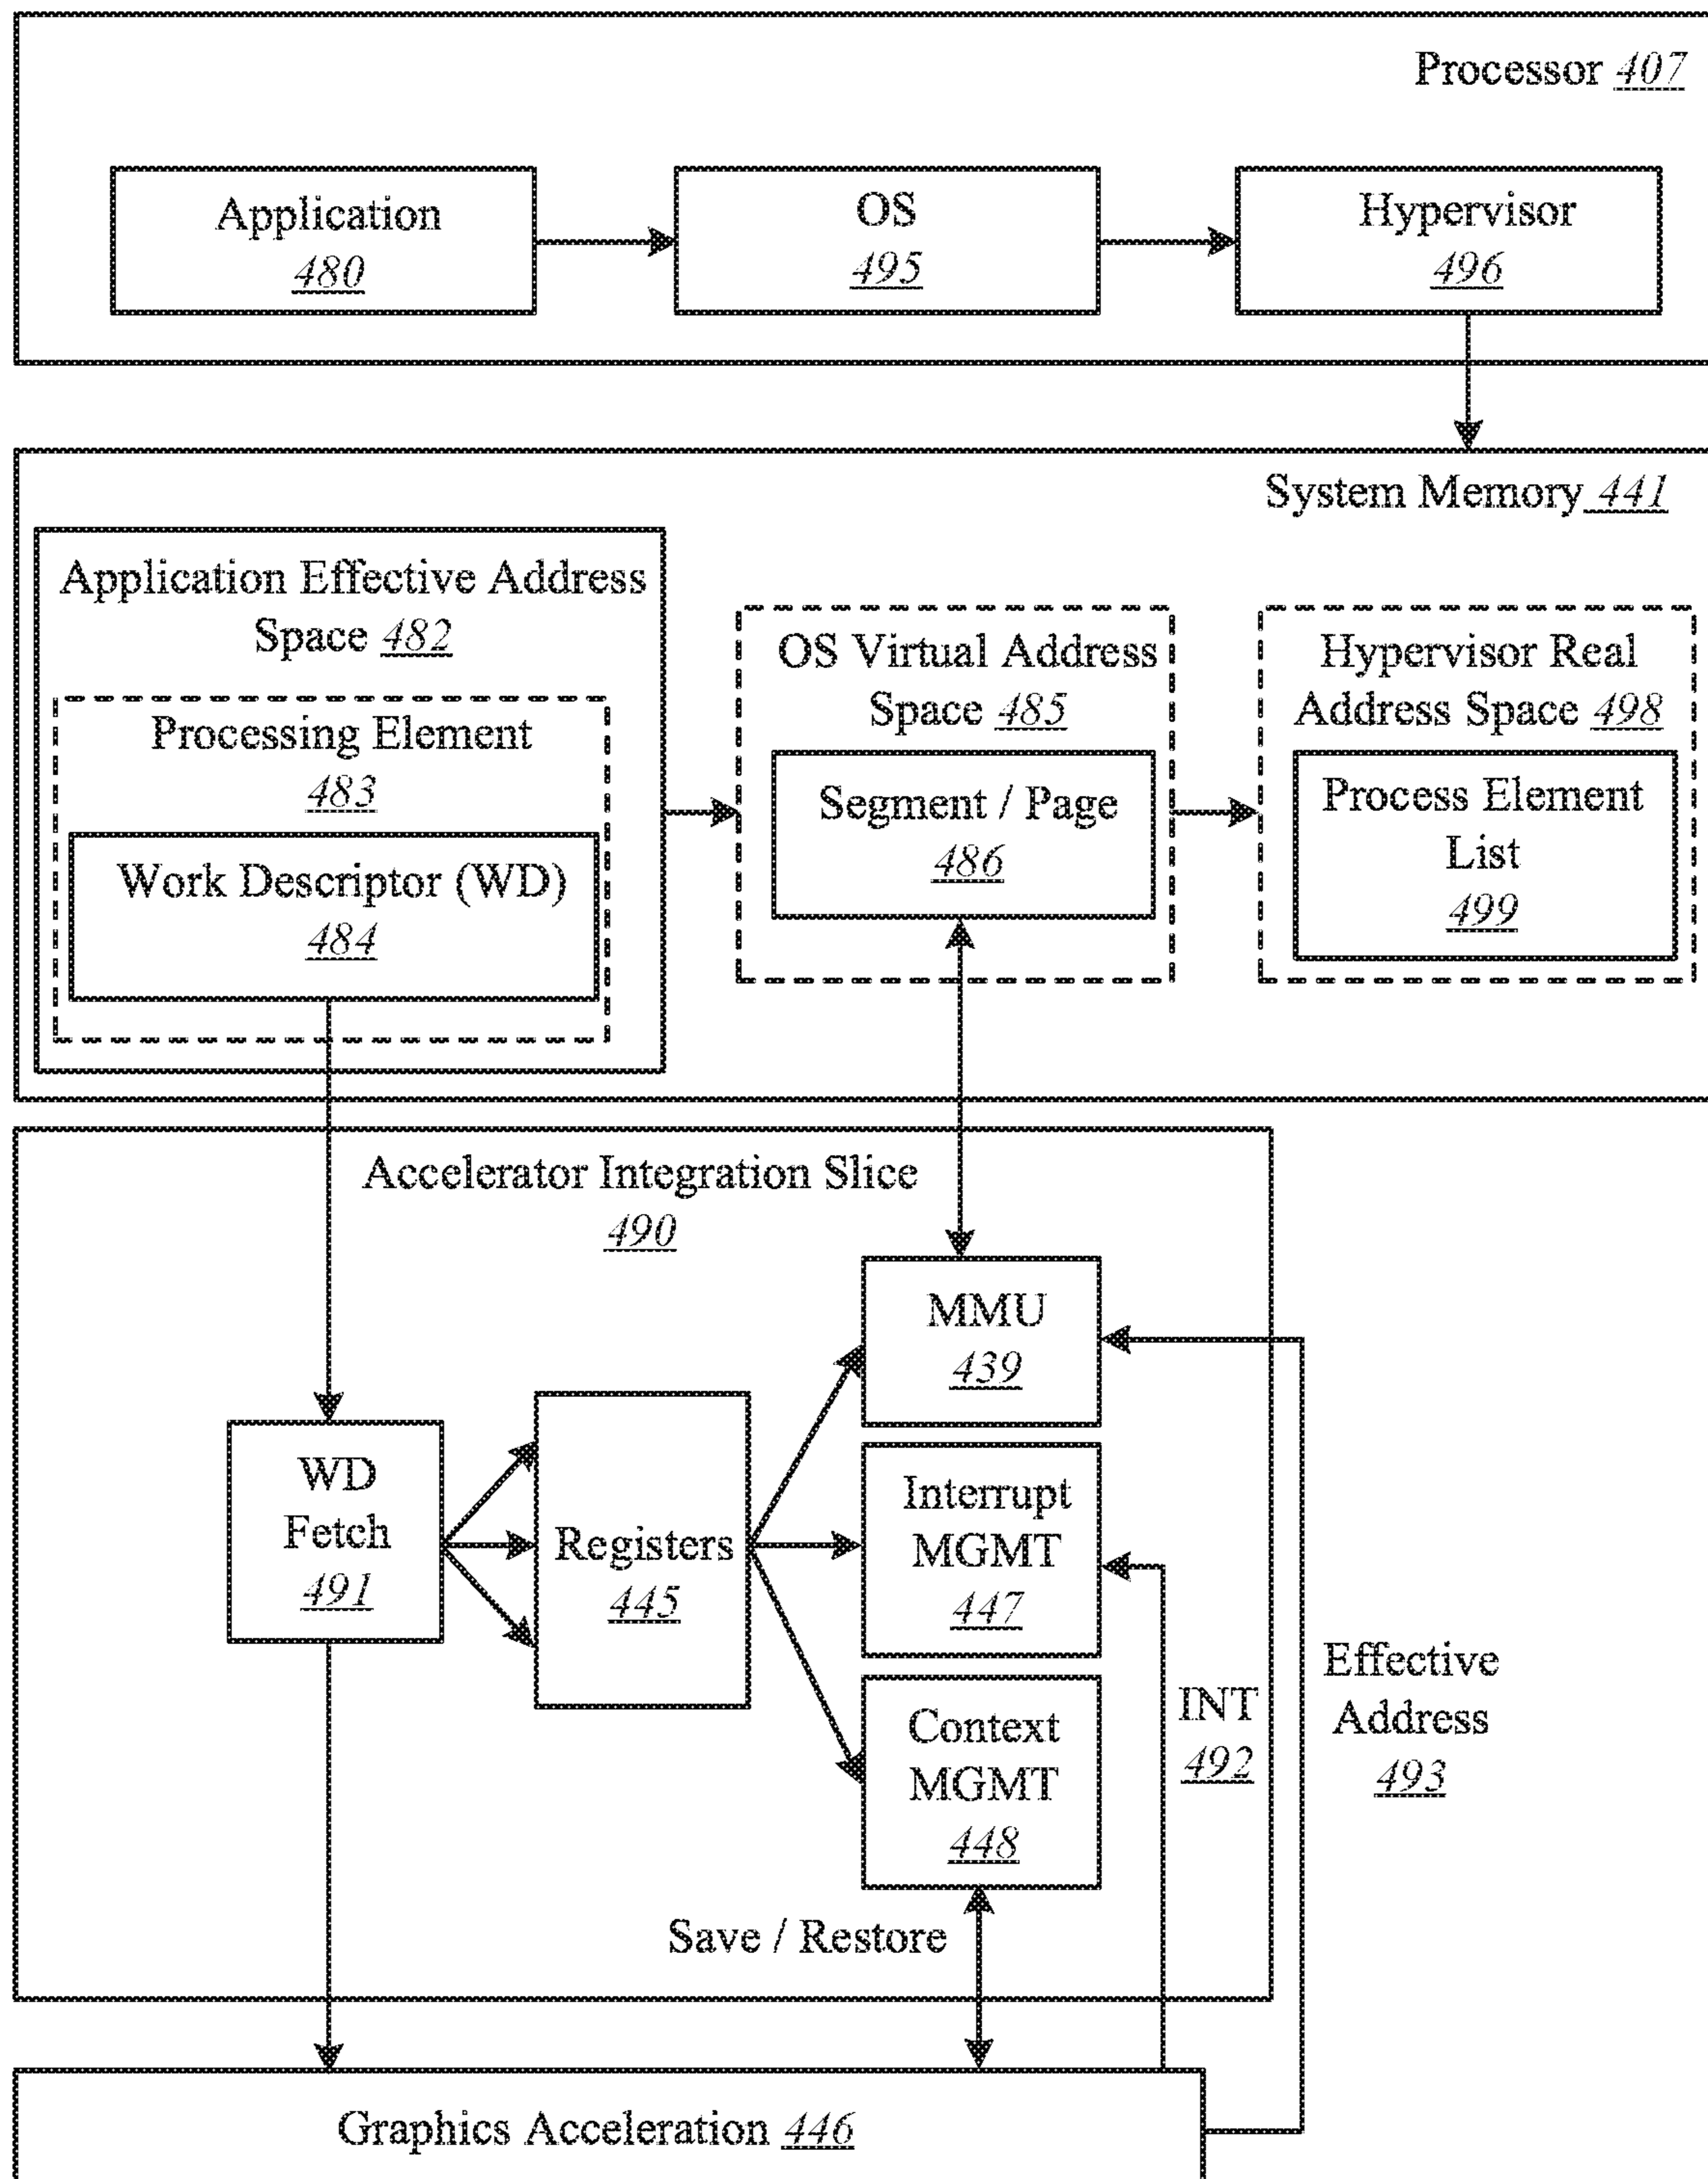 Processor 407
Application
480
OS
495
Hypervisor
496
System Memory 441
Application Effective Address
Space 482
Processing Element
483
Work Descriptor (WD)
484
OS Virtual Address
Space 485
Segment / Page
486
Hypervisor Real
Address Space 498
Process Element
List
499
Accelerator Integration Slice
490
MMU
439
WD
Fetch
491
Registers
445
Interrupt
MGMT
447
Context
MGMT
448
INT
492
Effective
Address
493
Save / Restore
Graphics Acceleration 446